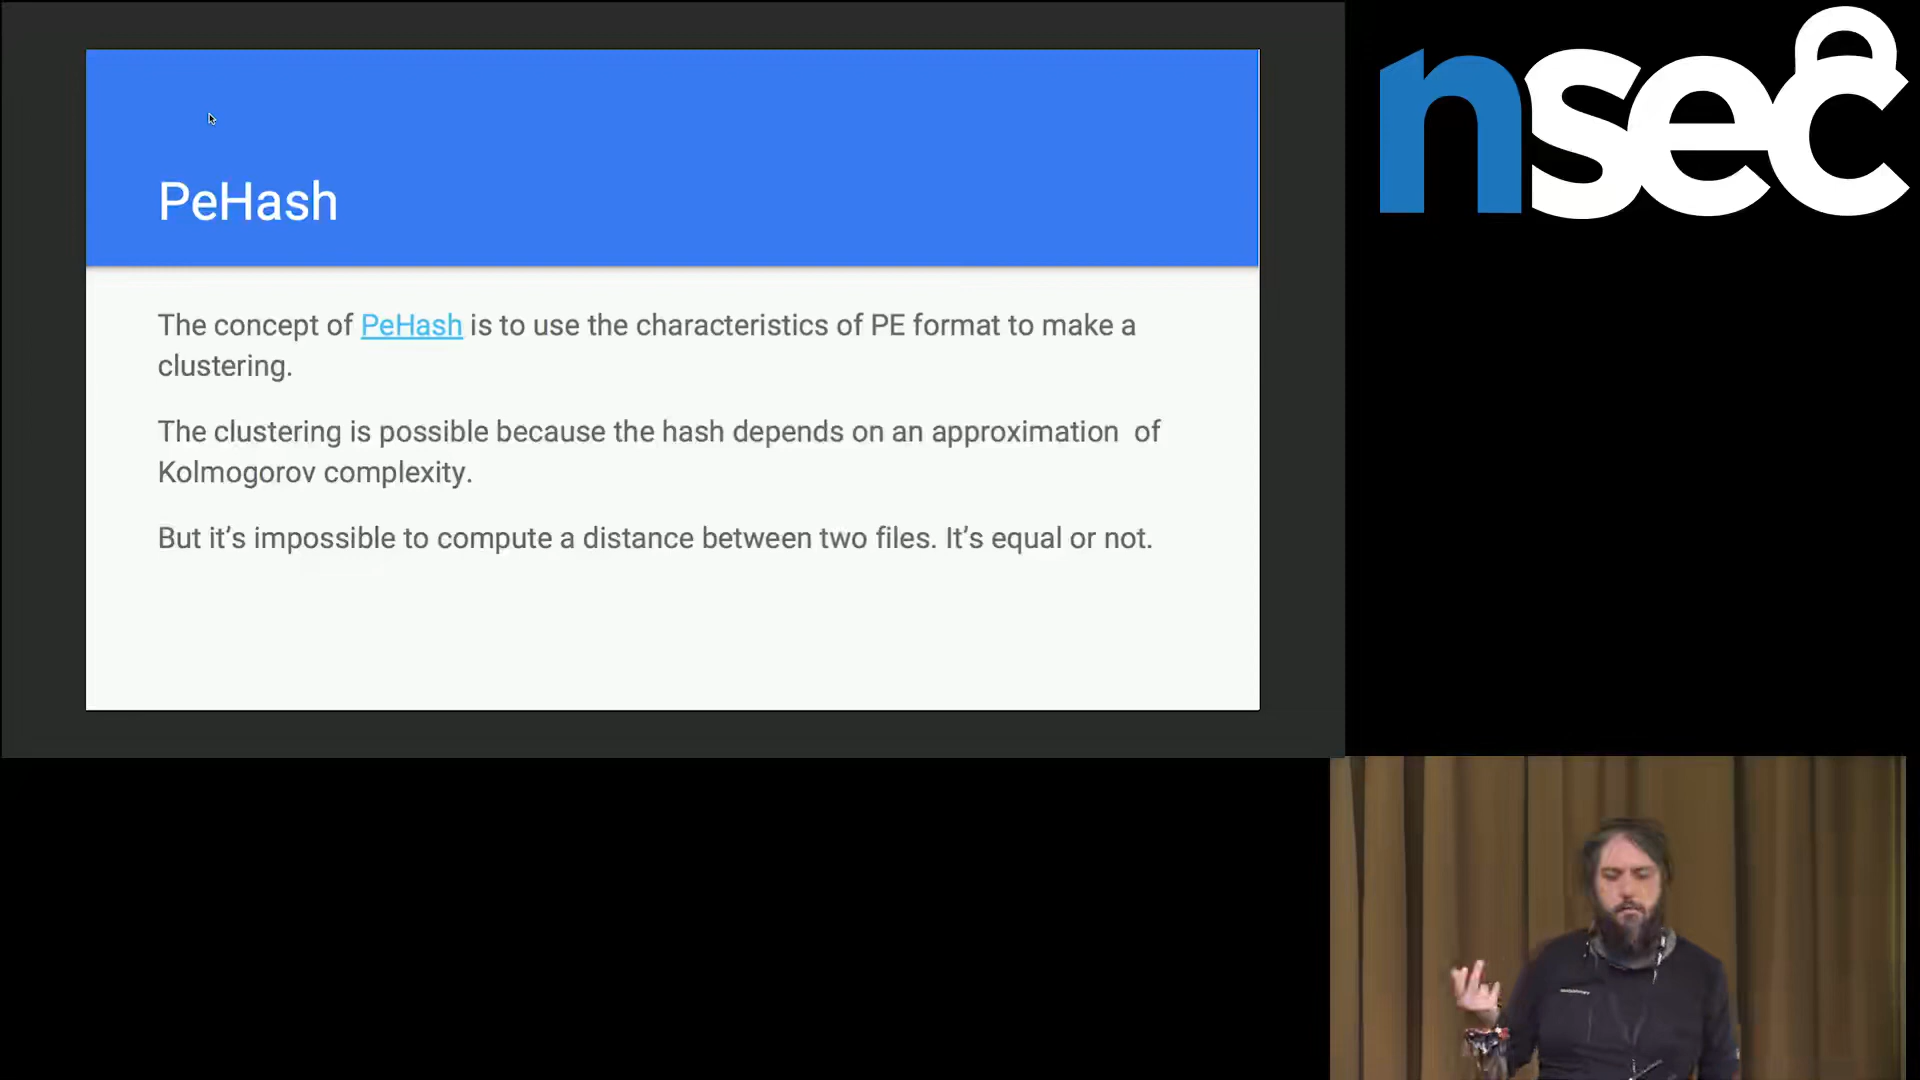 nsec
PeHash
The concept of PeHash is to use the characteristics of PE format to make a
clustering.
The clustering is possible because the hash depends on an approximation  of
Kolmogorov complexity.
But it’s impossible to compute a distance between two files. It’s equal or not.